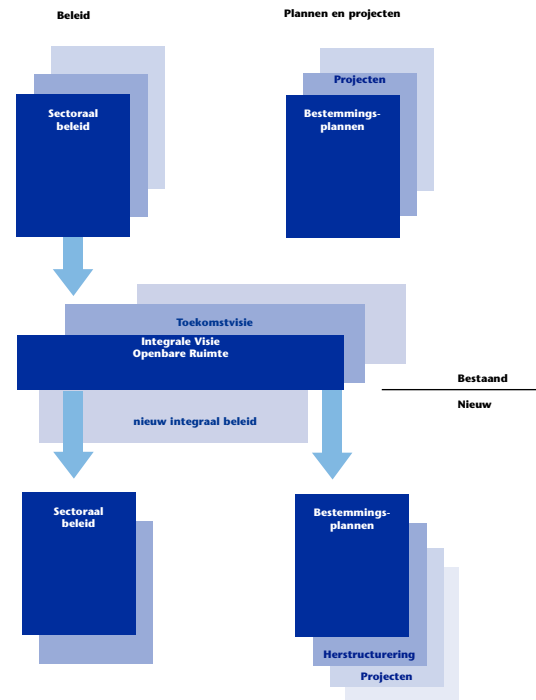 Beleid
Plannen en projecten
Projecten
Sectoraal
beleid
Bestemmings-
plannen
Toekomstvisie
Integrale Visie
Openbare Ruimte
Bestaand
Nieuw
nieuw integraal beleid
Sectoraal
beleid
Bestemmings-
plannen
Herstructurering
Projecten